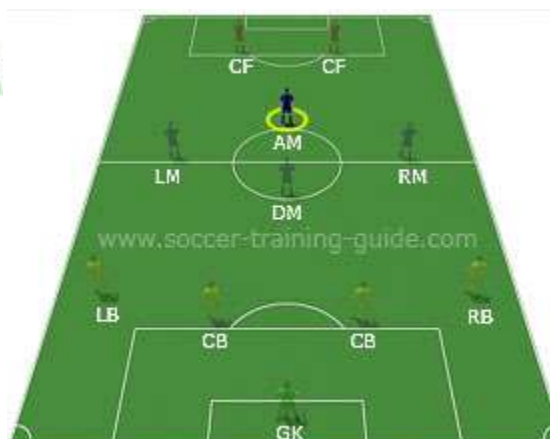 CF CF
AM
LM RM
DM
www.soccer-training-guide.com
LB RB
CB CB
GK